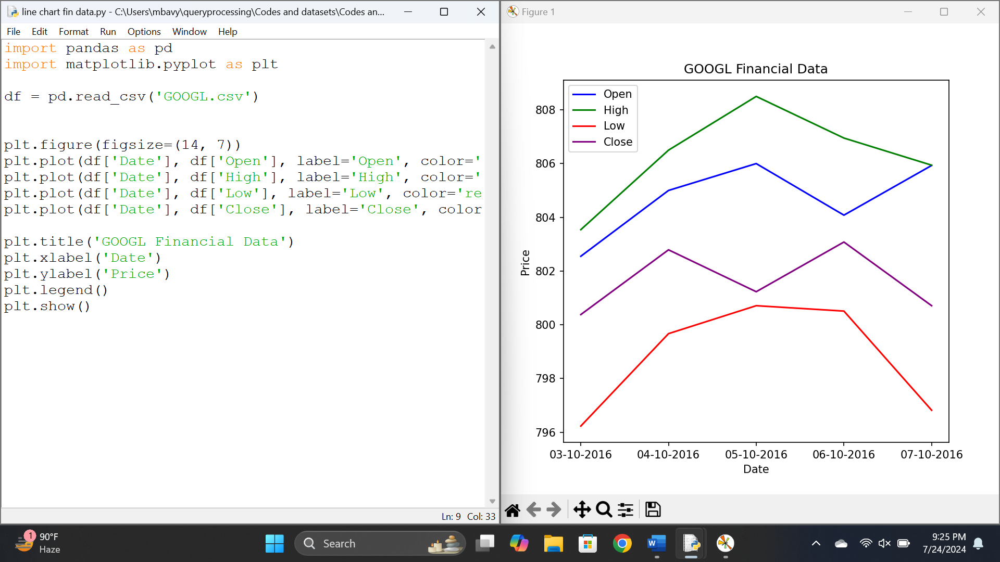 line chart fin data.py - C:\Users\mbavy\queryprocessing\Codes and datasets\Codes an...
File Edit Format Run Options Window Help
import pandas as pd
import matplotlib.pyplot as plt
df = pd.read_csv('GOOGL.csv')
plt.figure(figsize=(14, 7))
plt.plot(df['Date'], df['Open'], label='Open', color='
plt.plot(df['Date'], df['High'], label='High', color='
plt.plot(df['Date'], df['Low'], label='Low', color='re
plt.plot(df['Date'], df['Close'], label='Close', color
plt.title('GOOGL Financial Data')
plt.xlabel('Date')
plt.ylabel('Price')
plt.legend()
plt.show()
Ln: 9 Col: 33
Figure 1
GOOGL Financial Data
Open
High
Low
Close
808
806
804
802
800
798
796
Price
03-10-2016 04-10-2016 05-10-2016 06-10-2016 07-10-2016
Date
1
90°F
Haze
Search
W
9:25 PM
7/24/2024